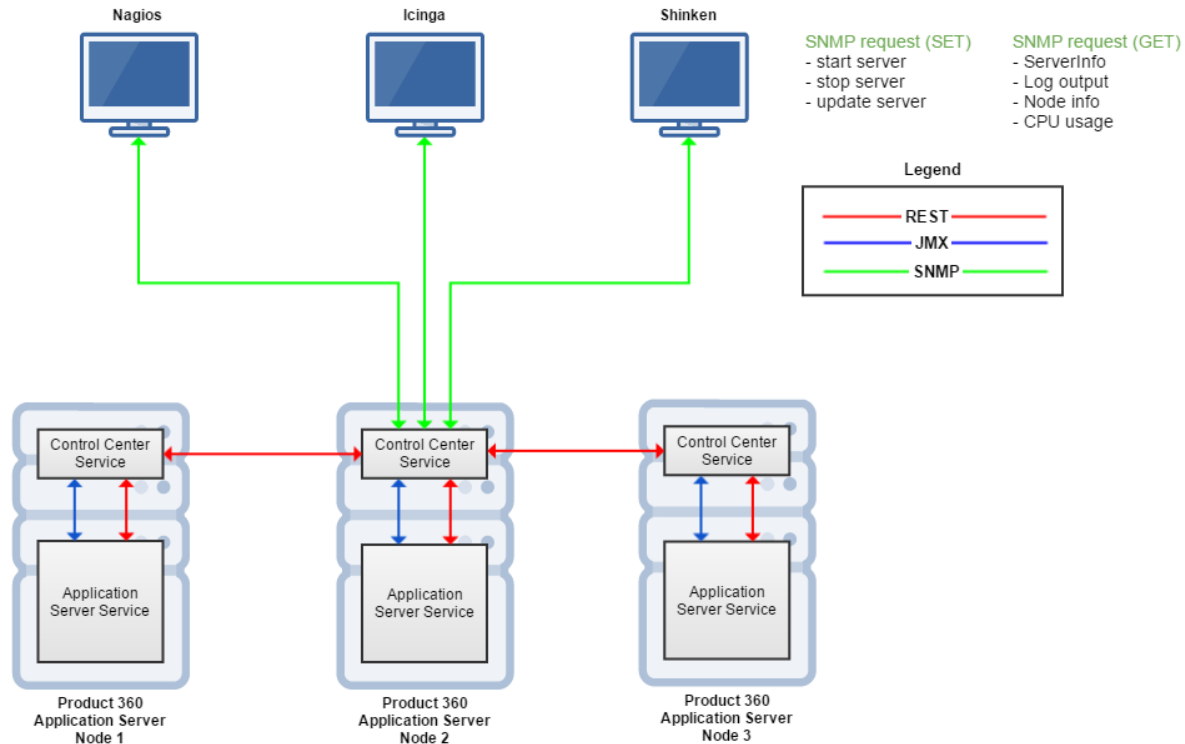 Nagios
Icinga
Shinken
SNMP request (SET)
- start server
- stop server
- update server
SNMP request (GET)
- ServerInfo
- Log output
- Node info
- CPU usage
Legend
REST
JMX
SNMP
Control Center
Service
Application
Server Service
Product 360
Application Server
Node 1
Control Center
Service
Application
Server Service
Product 360
Application Server
Node 2
Control Center
Service
Application
Server Service
Product 360
Application Server
Node 3